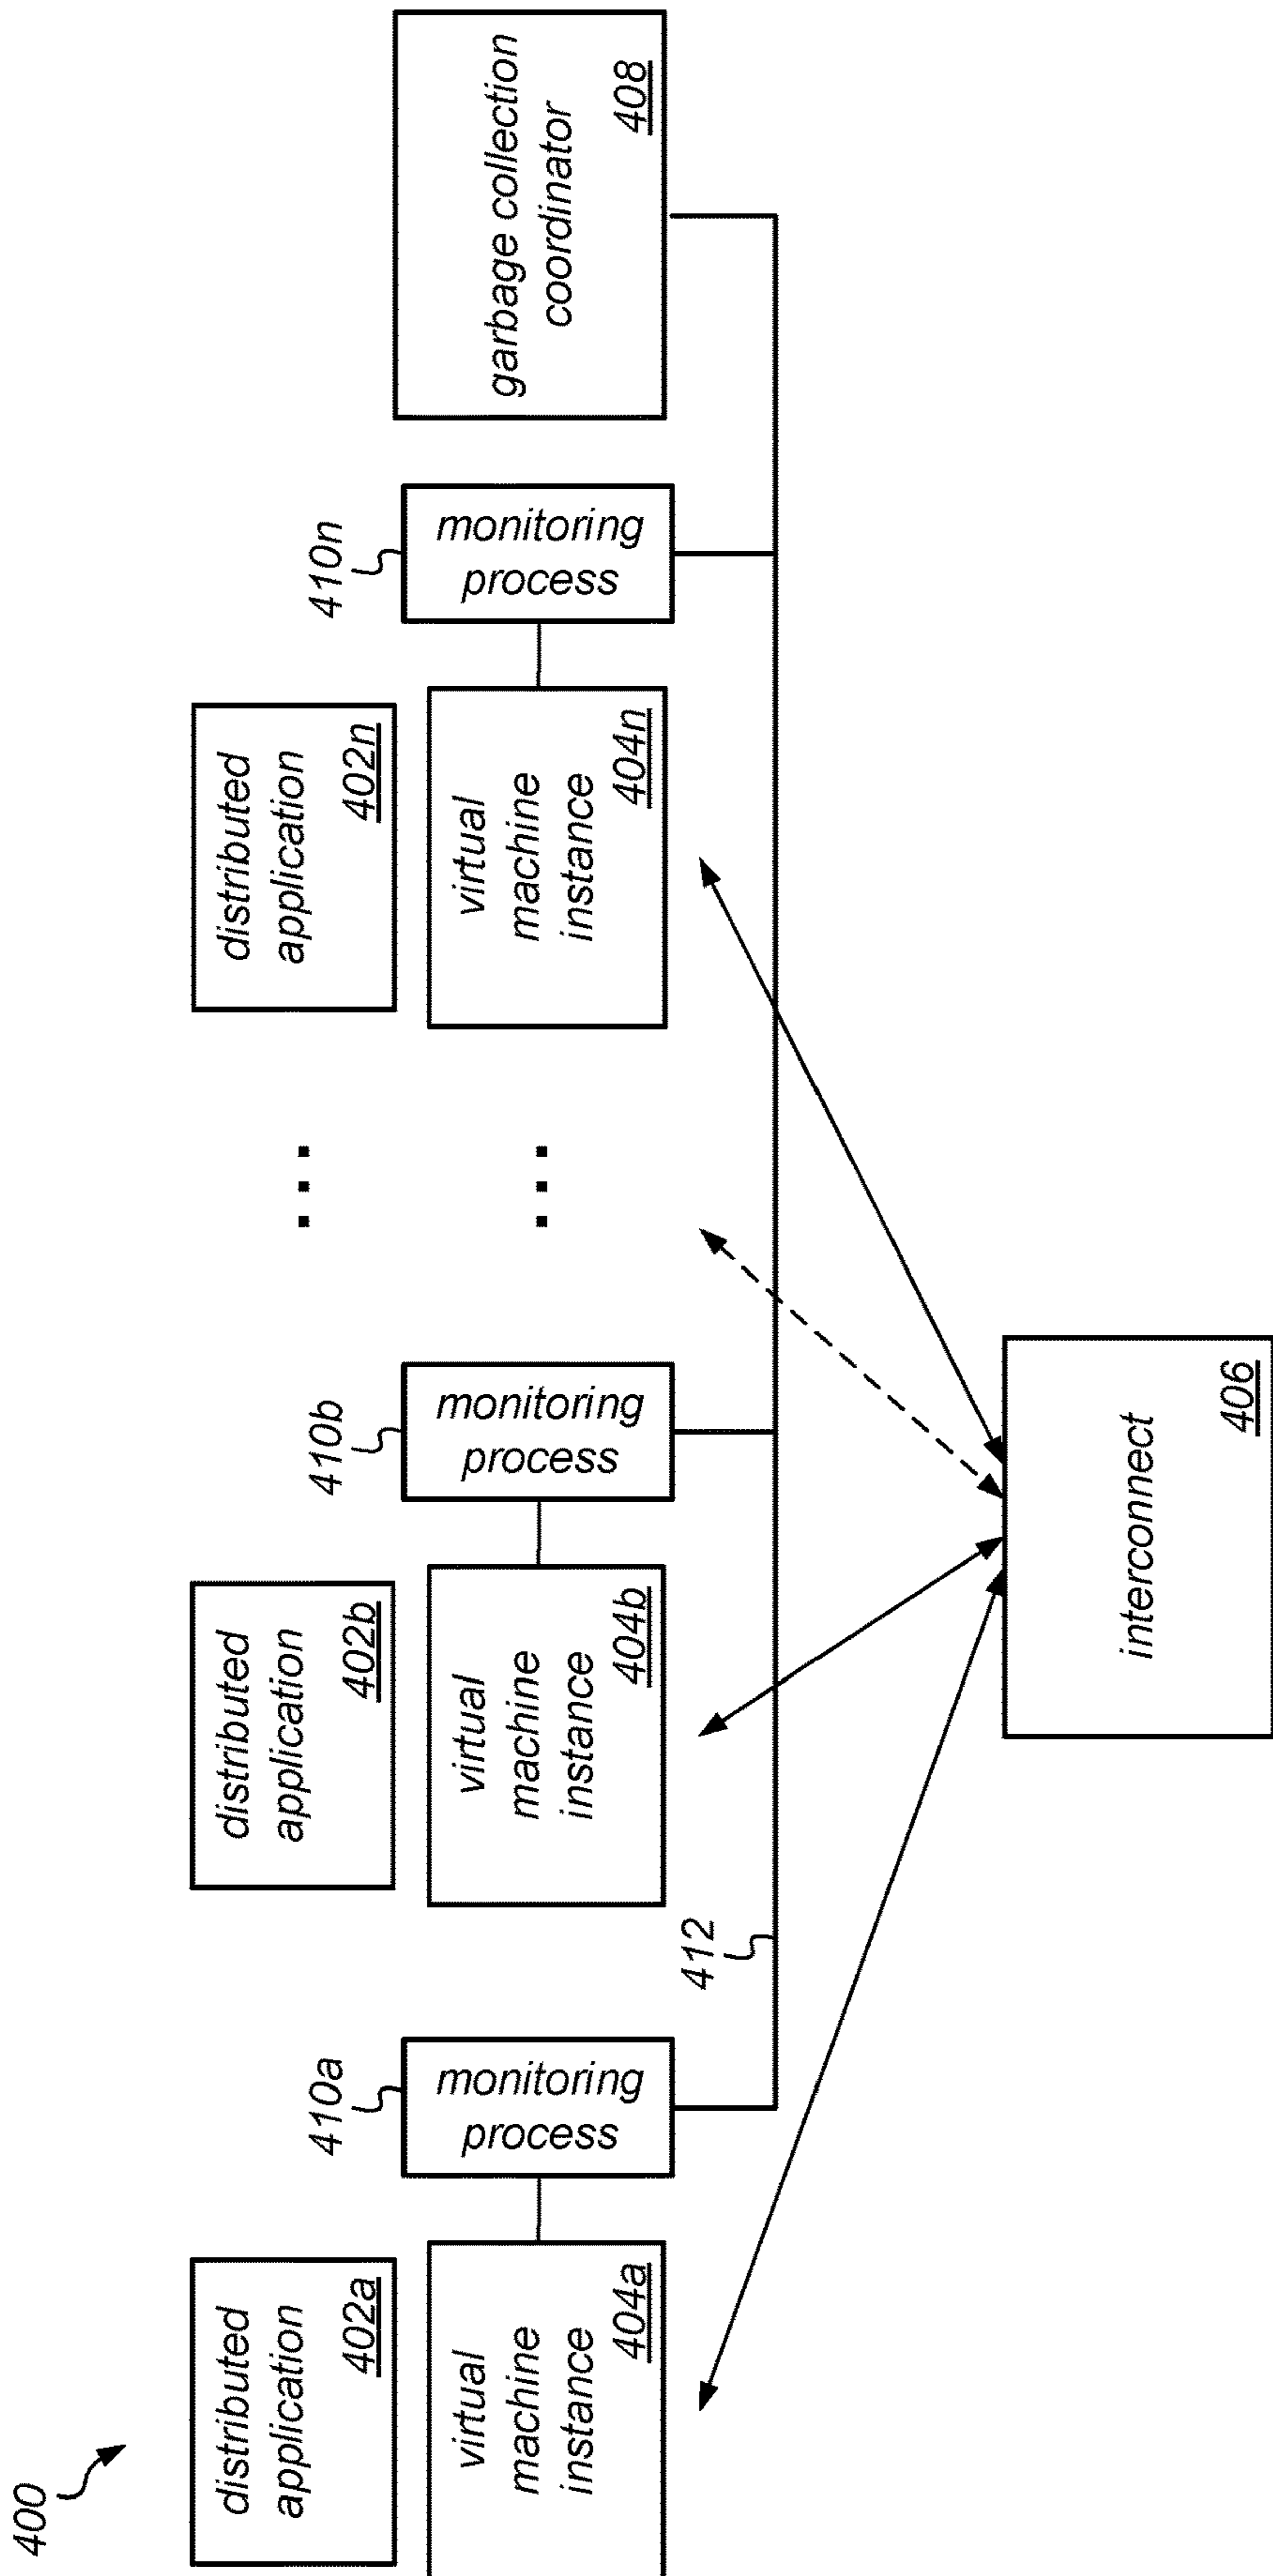 400
distributed
application
402a
distributed
application
402b
distributed
application
402n
410a
410b
410n
virtual
machine
instance
404a
monitoring
process
virtual
machine
instance
404b
monitoring
process
virtual
machine
instance
404n
monitoring
process
garbage collection
coordinator
408
412
interconnect
406